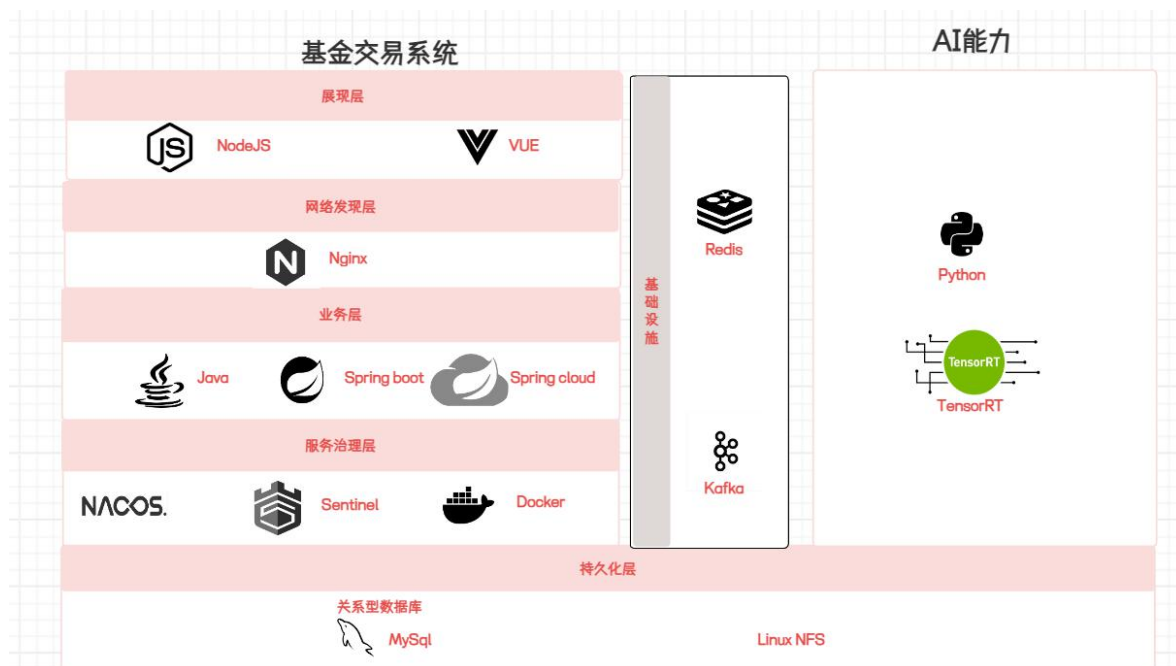 基金交易系统
AI能力
展现层
JS NodeJS
VUE
网络发现层
N Nginx
业务层
Java
Spring boot
Spring cloud
服务治理层
NACOS.
Sentinel
Docker
基础设施
Redis
Kafka
Python
TensorRT
TensorRT
持久化层
关系型数据库
MySql
Linux NFS